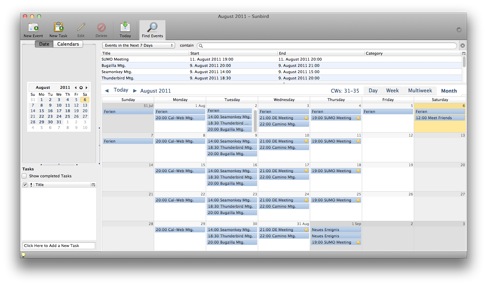 August 2011 – Sunbird
New Event New Task Edit Delete Today Find Events
Date Calendars
Events in the Next 7 Days contain
Title Start End Category
SUMO Meeting 11. August 2011 19:00 11. August 2011 20:00
Bugzilla Mtg. 9. August 2011 20:00 9. August 2011 21:00
Seamonkey Mtg. 9. August 2011 14:00 9. August 2011 15:00
Thunderbird Mtg. 9. August 2011 18:30 9. August 2011 19:30
August 2011
Su Mo Tu We Th Fr Sa
Today August 2011 CWs: 31–35 Day Week Multiweek Month
Sunday Monday Tuesday Wednesday Thursday Friday Saturday
31 Jul 1 Aug 2 3 4 5 6
Ferien Ferien Ferien Ferien Ferien Ferien Ferien
20:00 Cal-Web Mtg. 14:00 Seamonkey Mtg. 21:00 DE Meeting 19:00 SUMO Meeting 12:00 Meet Friends
18:30 Thunderbird Mtg. 22:00 Camino Mtg.
20:00 Bugzilla Mtg.
7 8 9 10 11 12 13
Ferien 20:00 Cal-Web Mtg. 14:00 Seamonkey Mtg. 21:00 DE Meeting 19:00 SUMO Meeting
18:30 Thunderbird Mtg. 22:00 Camino Mtg.
20:00 Bugzilla Mtg.
14 15 16 17 18 19 20
20:00 Cal-Web Mtg. 14:00 Seamonkey Mtg. 21:00 DE Meeting 19:00 SUMO Meeting
18:30 Thunderbird Mtg. 22:00 Camino Mtg.
20:00 Bugzilla Mtg.
21 22 23 24 25 26 27
20:00 Cal-Web Mtg. 14:00 Seamonkey Mtg. 21:00 DE Meeting 19:00 SUMO Meeting
18:30 Thunderbird Mtg. 22:00 Camino Mtg.
20:00 Bugzilla Mtg.
28 29 30 31 1 Sep 2 3
20:00 Cal-Web Mtg. 14:00 Seamonkey Mtg. 21:00 DE Meeting Neues Ereignis
18:30 Thunderbird Mtg. 22:00 Camino Mtg. Neues Ereignis
20:00 Bugzilla Mtg. 19:00 SUMO Meeting
Tasks
Show completed Tasks
! Title
Click Here to Add a New Task